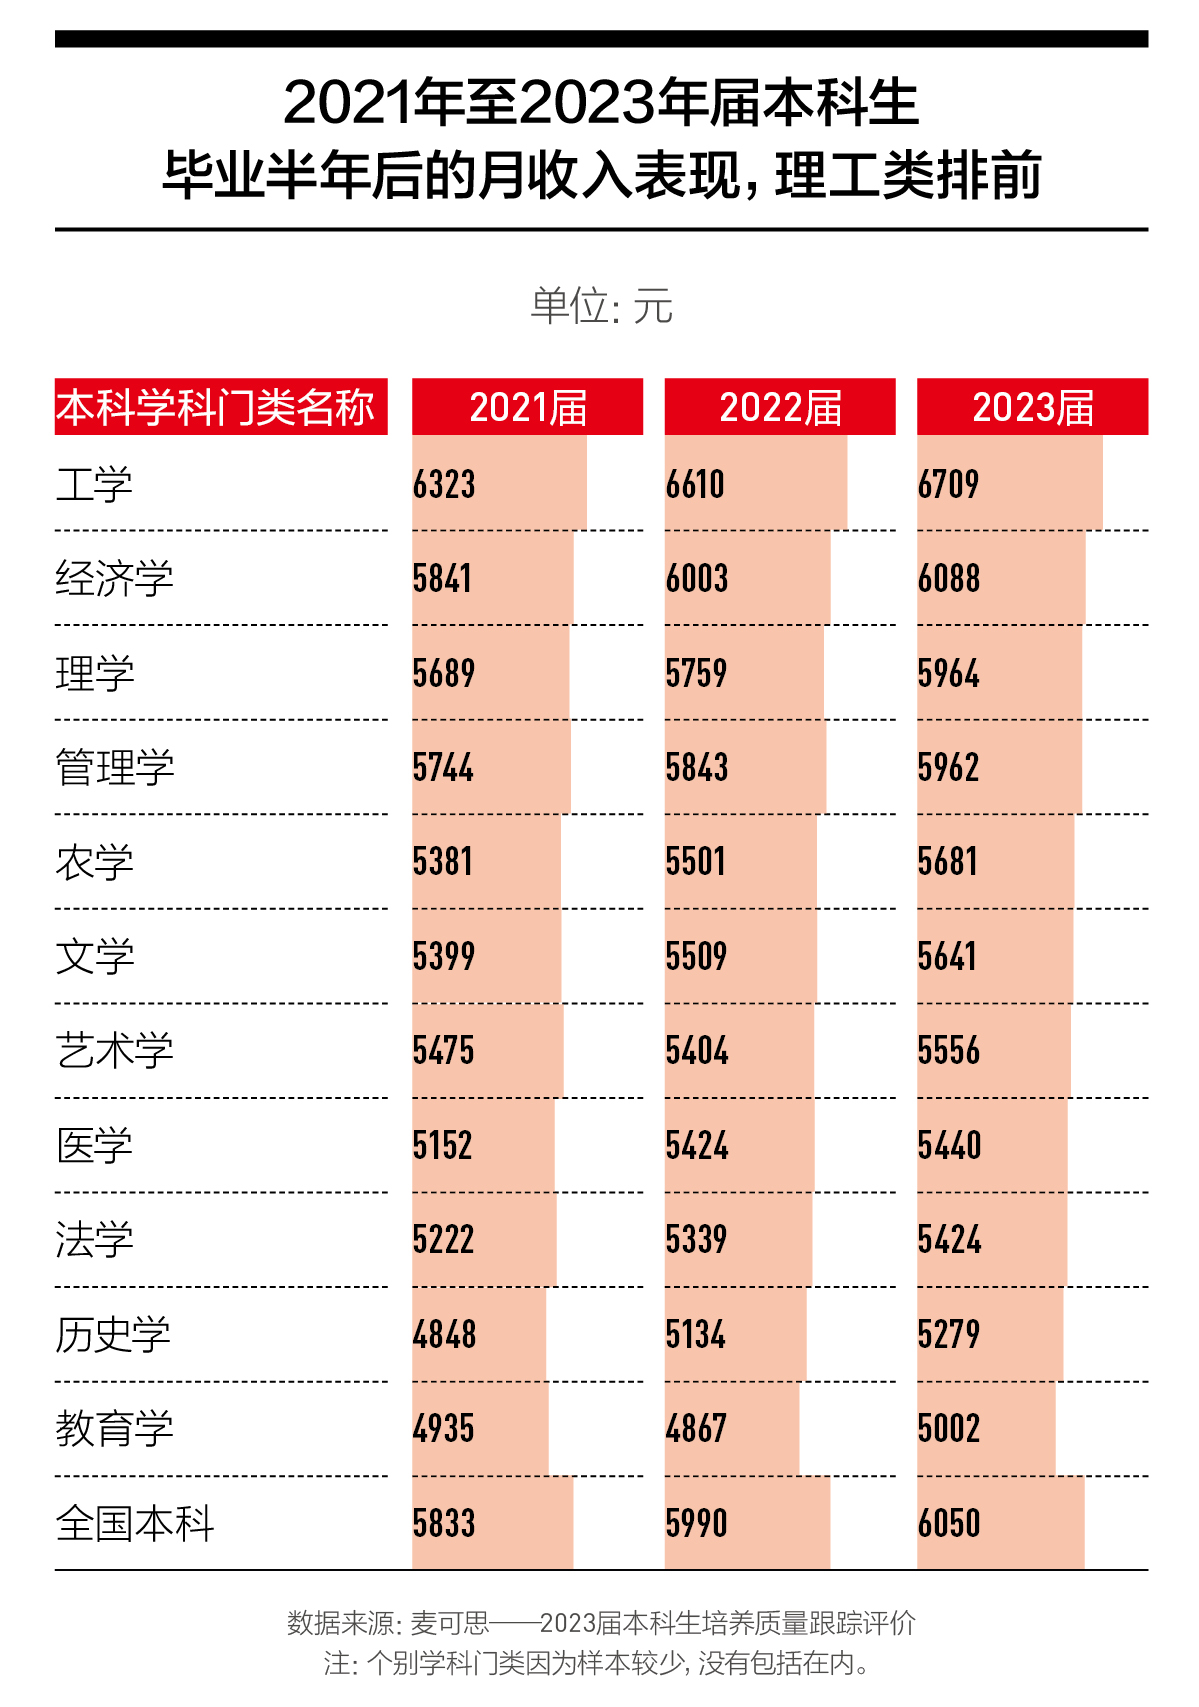 2021年至2023年届本科生
毕业半年后的月收入表现，理工类排前
单位：元
本科学科门类名称 2021届 2022届 2023届
工学 6323 6610 6709
经济学 5841 6003 6088
理学 5689 5759 5964
管理学 5744 5843 5962
农学 5381 5501 5681
文学 5399 5509 5641
艺术学 5475 5404 5556
医学 5152 5424 5440
法学 5222 5339 5424
历史学 4848 5134 5279
教育学 4935 4867 5002
全国本科 5833 5990 6050
数据来源：麦可思——2023届本科生培养质量跟踪评价
注：个别学科门类因为样本较少，没有包括在内。